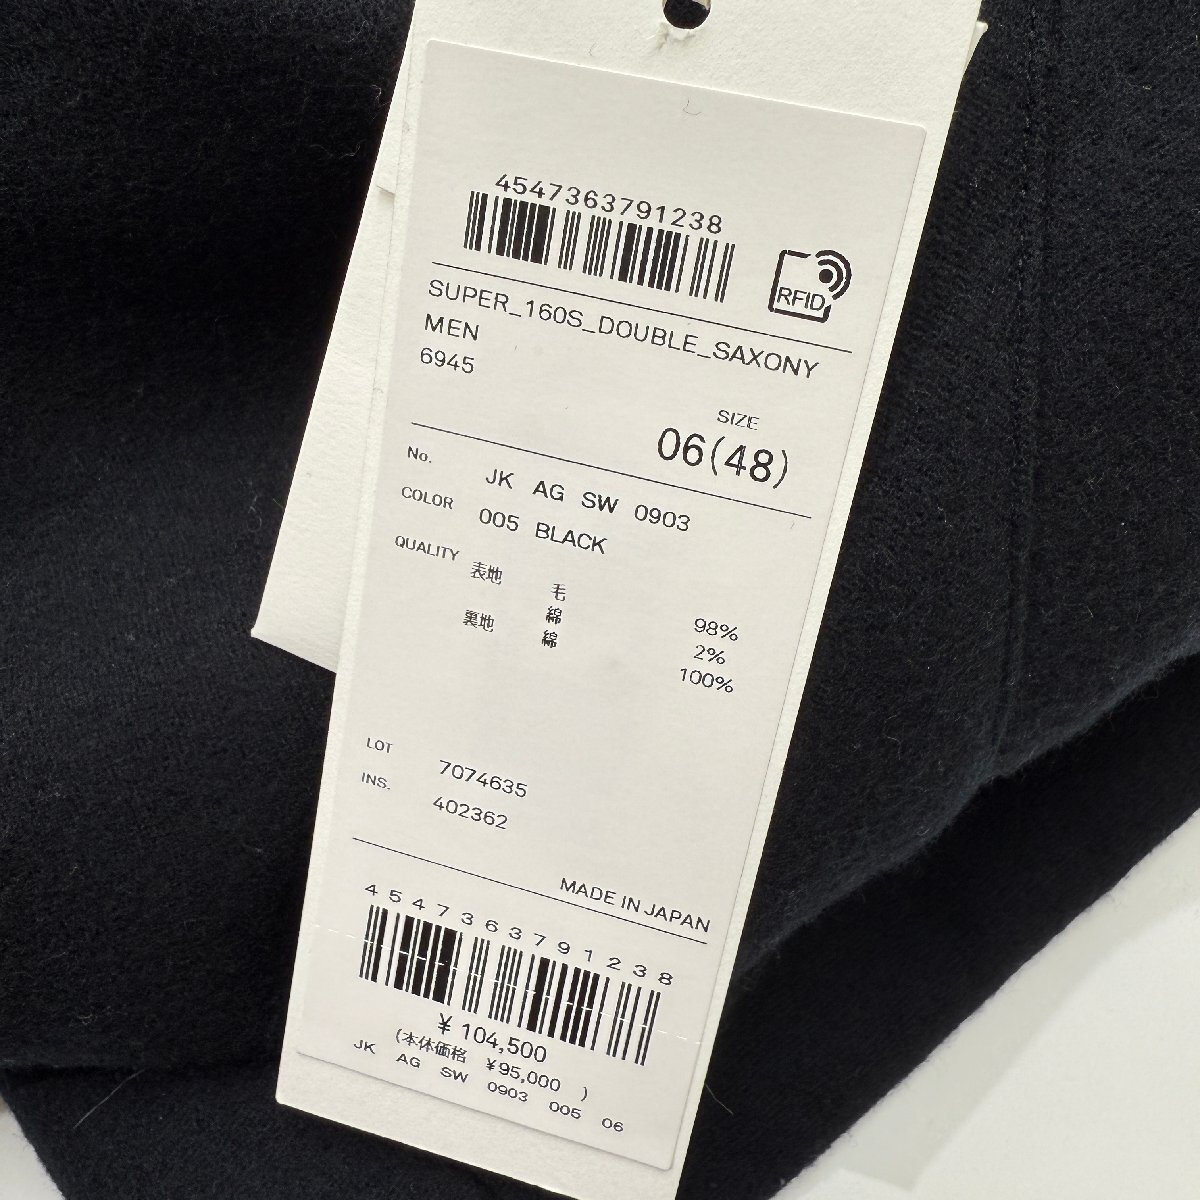 4547363791238
RFID
SUPER_160S_DOUBLE_SAXONY
MEN
6945
SIZE
06(48)
No. JK AG SW 0903
COLOR 005 BLACK
QUALITY 表地 毛 98%
綿 2%
裏地 綿 100%
LOT 7074635
INS. 402362
MADE IN JAPAN
4547363791238
¥ 104,500
(本体価格 ¥95,000 )
JK AG SW 0903 005 06